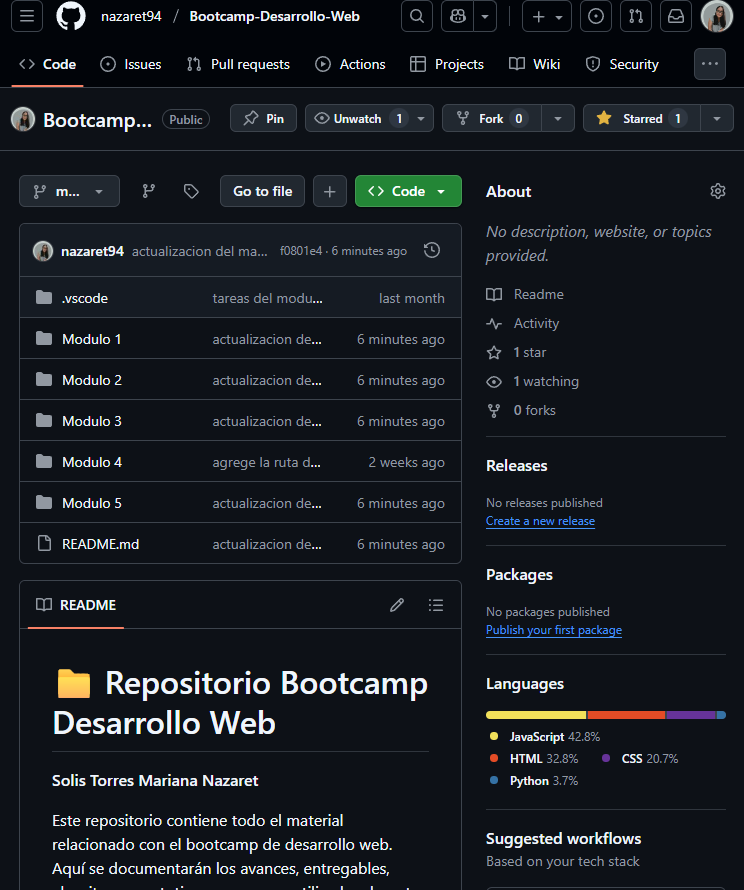 nazaret94 / Bootcamp-Desarrollo-Web
Code Issues Pull requests Actions Projects Wiki Security
Bootcamp... Public Pin Unwatch 1 Fork 0 Starred 1
m... Go to file Code
nazaret94 actualizacion del ma... f0801e4 · 6 minutes ago
.vscode tareas del modu... last month
Modulo 1 actualizacion de... 6 minutes ago
Modulo 2 actualizacion de... 6 minutes ago
Modulo 3 actualizacion de... 6 minutes ago
Modulo 4 agrege la ruta d... 2 weeks ago
Modulo 5 actualizacion de... 6 minutes ago
README.md actualizacion de... 6 minutes ago
README
Repositorio Bootcamp
Desarrollo Web
Solis Torres Mariana Nazaret
Este repositorio contiene todo el material
relacionado con el bootcamp de desarrollo web.
Aquí se documentarán los avances, entregables,
About
No description, website, or topics
provided.
Readme
Activity
1 star
1 watching
0 forks
Releases
No releases published
Create a new release
Packages
No packages published
Publish your first package
Languages
JavaScript 42.8%
HTML 32.8% CSS 20.7%
Python 3.7%
Suggested workflows
Based on your tech stack